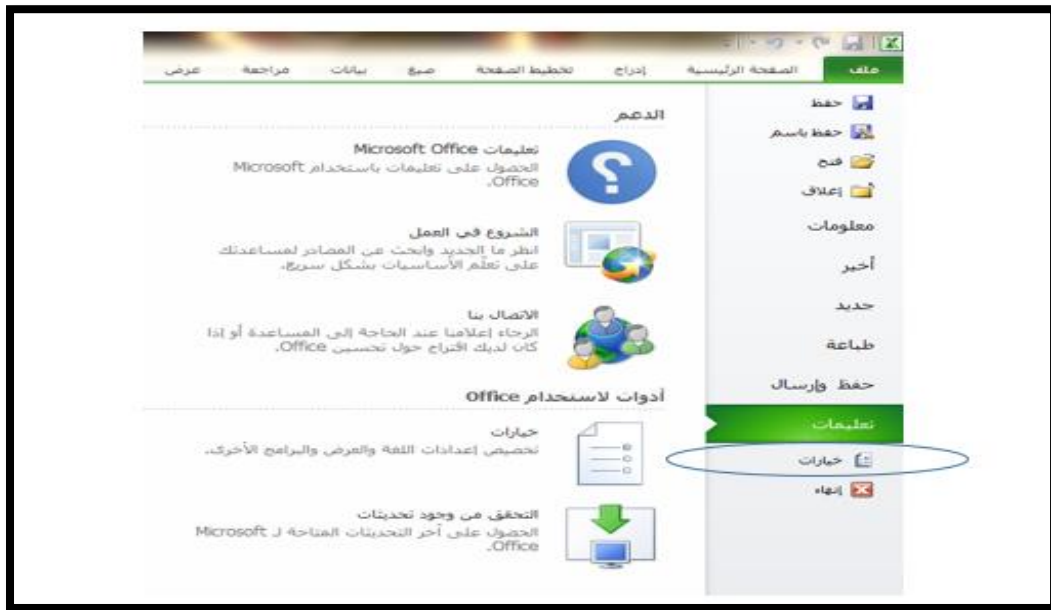 ملف الصفحة الرئيسية إدراج تخطيط الصفحة صيغ بيانات مراجعة عرض
حفظ
حفظ باسم
فتح
إغلاق
معلومات
أخير
جديد
طباعة
حفظ وإرسال
تعليمات
خيارات
إنهاء
الدعم
تعليمات Microsoft Office
الحصول على تعليمات باستخدام Microsoft
Office.
الشروع في العمل
انظر ما الجديد وابحث عن المصادر لمساعدتك
على تعلّم الأساسيات بشكل سريع.
الاتصال بنا
الرجاء إعلامنا عند الحاجة إلى المساعدة أو إذا
كان لديك اقتراح حول تحسين Office.
أدوات لاستخدام Office
خيارات
تخصيص إعدادات اللغة والعرض والبرامج الأخرى.
التحقق من وجود تحديثات
الحصول على آخر التحديثات المتاحة لـ Microsoft
Office.